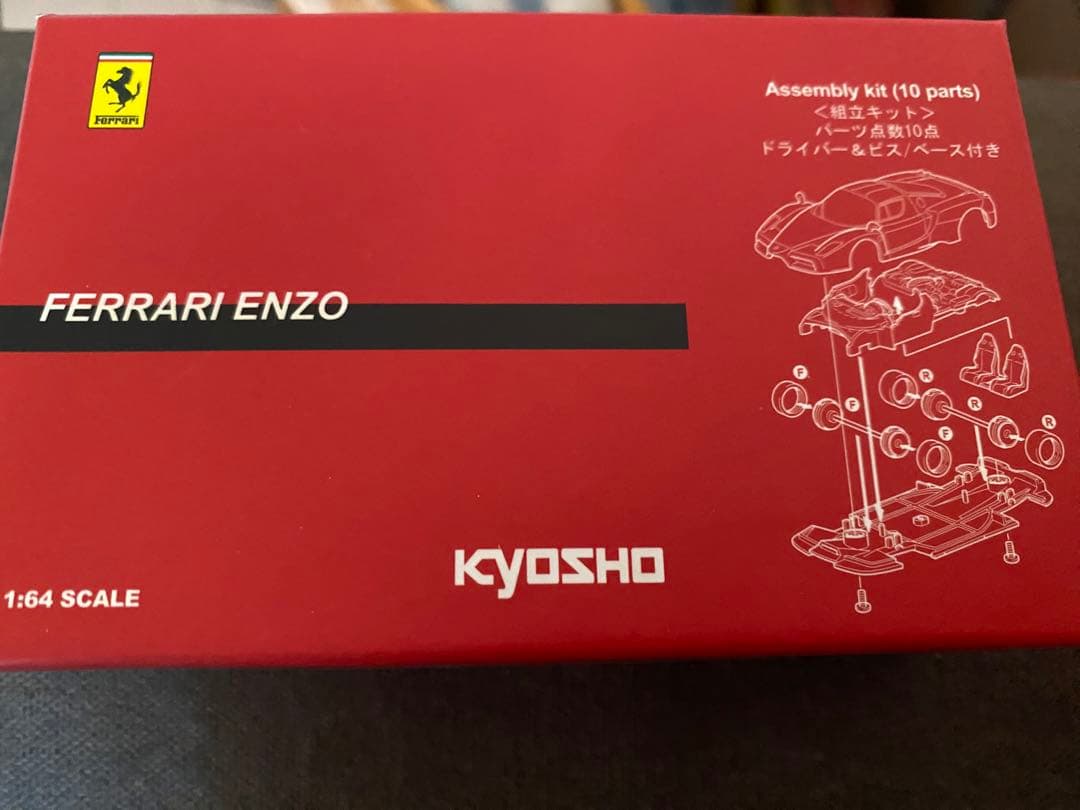 Ferrari
Assembly kit (10 parts)
＜組立キット＞
パーツ点数10点
ドライバー＆ビス/ベース付き
FERRARI ENZO
F
R
F
R
F
R
KYOSHO
1:64 SCALE